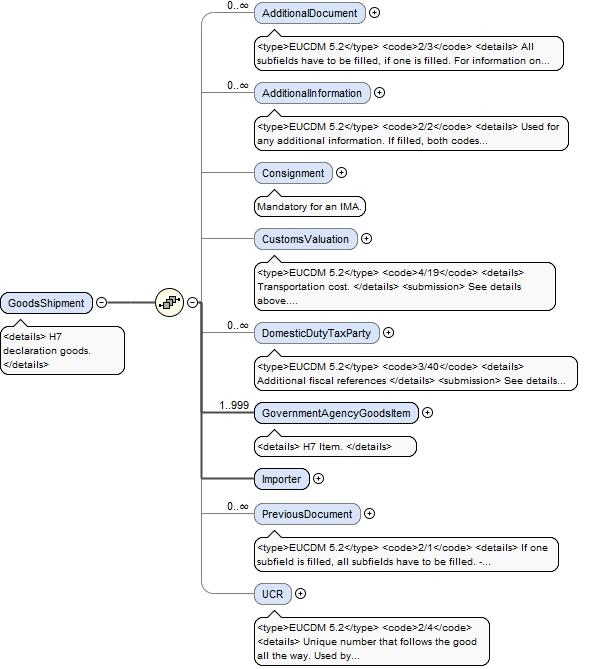 0..∞
AdditionalDocument
<type>EUCDM 5.2</type> <code>2/3</code> <details> All
subfields have to be filled, if one is filled. For information on...
0..∞
AdditionalInformation
<type>EUCDM 5.2</type> <code>2/2</code> <details> Used for
any additional information. If filled, both codes...
Consignment
Mandatory for an IMA.
CustomsValuation
<type>EUCDM 5.2</type> <code>4/19</code> <details>
Transportation cost. </details> <submission> See details
above....
GoodsShipment
<details> H7
declaration goods.
</details>
0..∞
DomesticDutyTaxParty
<type>EUCDM 5.2</type> <code>3/40</code> <details>
Additional fiscal references </details> <submission> See details...
1..999
GovernmentAgencyGoodsItem
<details> H7 Item. </details>
Importer
0..∞
PreviousDocument
<type>EUCDM 5.2</type> <code>2/1</code> <details> If one
subfield is filled, all subfields have to be filled. -...
UCR
<type>EUCDM 5.2</type> <code>2/4</code>
<details> Unique number that follows the good
all the way. Used by...